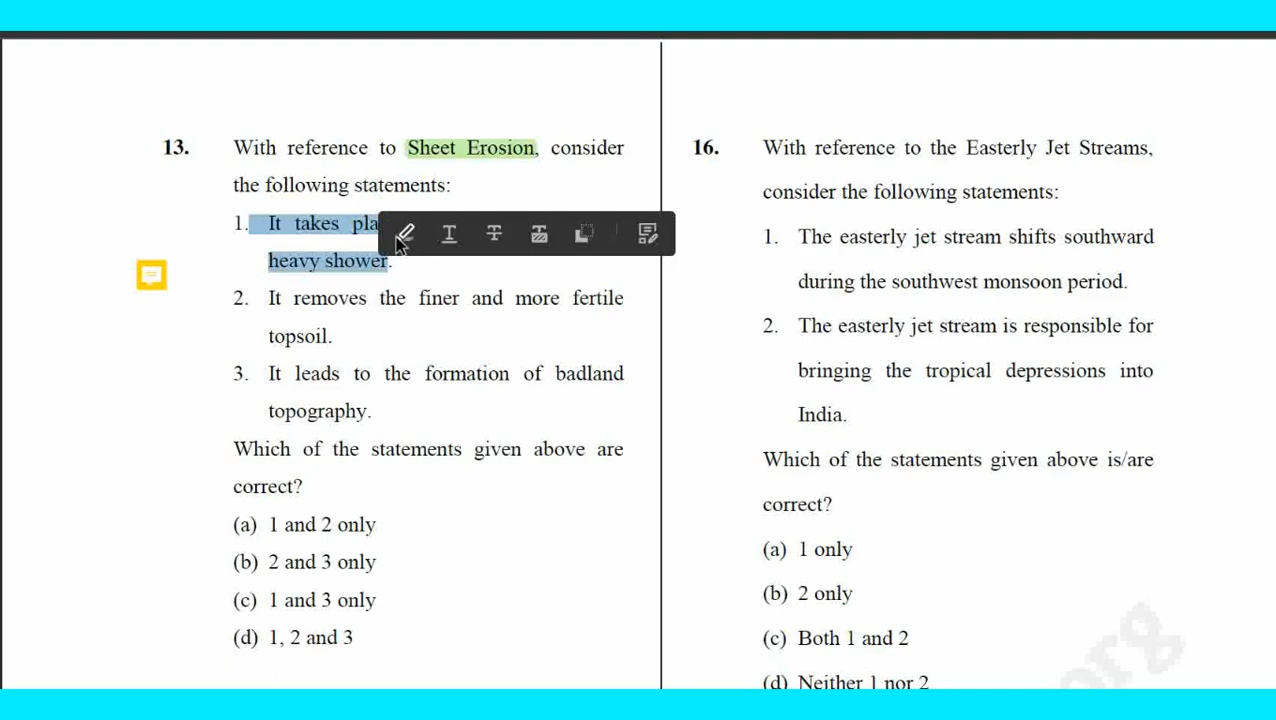 13. With reference to Sheet Erosion, consider
the following statements:
1. It takes pla
heavy shower.
2. It removes the finer and more fertile
topsoil.
3. It leads to the formation of badland
topography.
Which of the statements given above are
correct?
(a) 1 and 2 only
(b) 2 and 3 only
(c) 1 and 3 only
(d) 1, 2 and 3
16. With reference to the Easterly Jet Streams,
consider the following statements:
1. The easterly jet stream shifts southward
during the southwest monsoon period.
2. The easterly jet stream is responsible for
bringing the tropical depressions into
India.
Which of the statements given above is/are
correct?
(a) 1 only
(b) 2 only
(c) Both 1 and 2
(d) Neither 1 nor 2
org